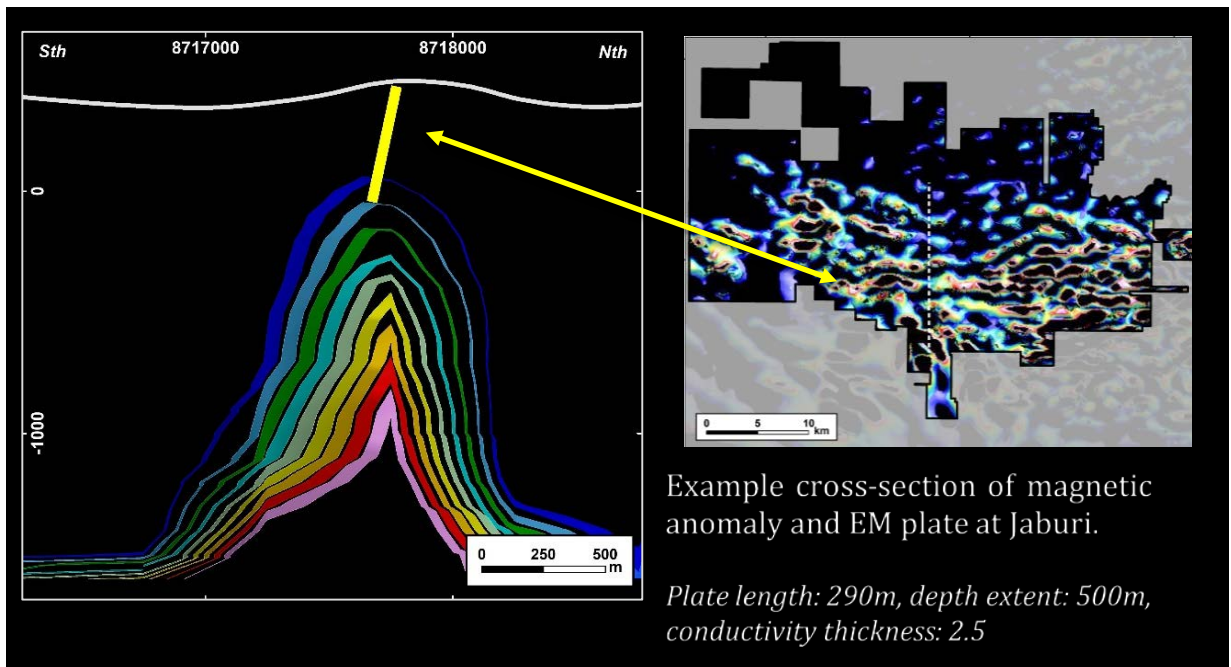 Sth 8717000 8718000 Nth
0
-1000
0 250 500
m
0 5 10
km
Example cross-section of magnetic
anomaly and EM plate at Jaburi.
Plate length: 290m, depth extent: 500m,
conductivity thickness: 2.5